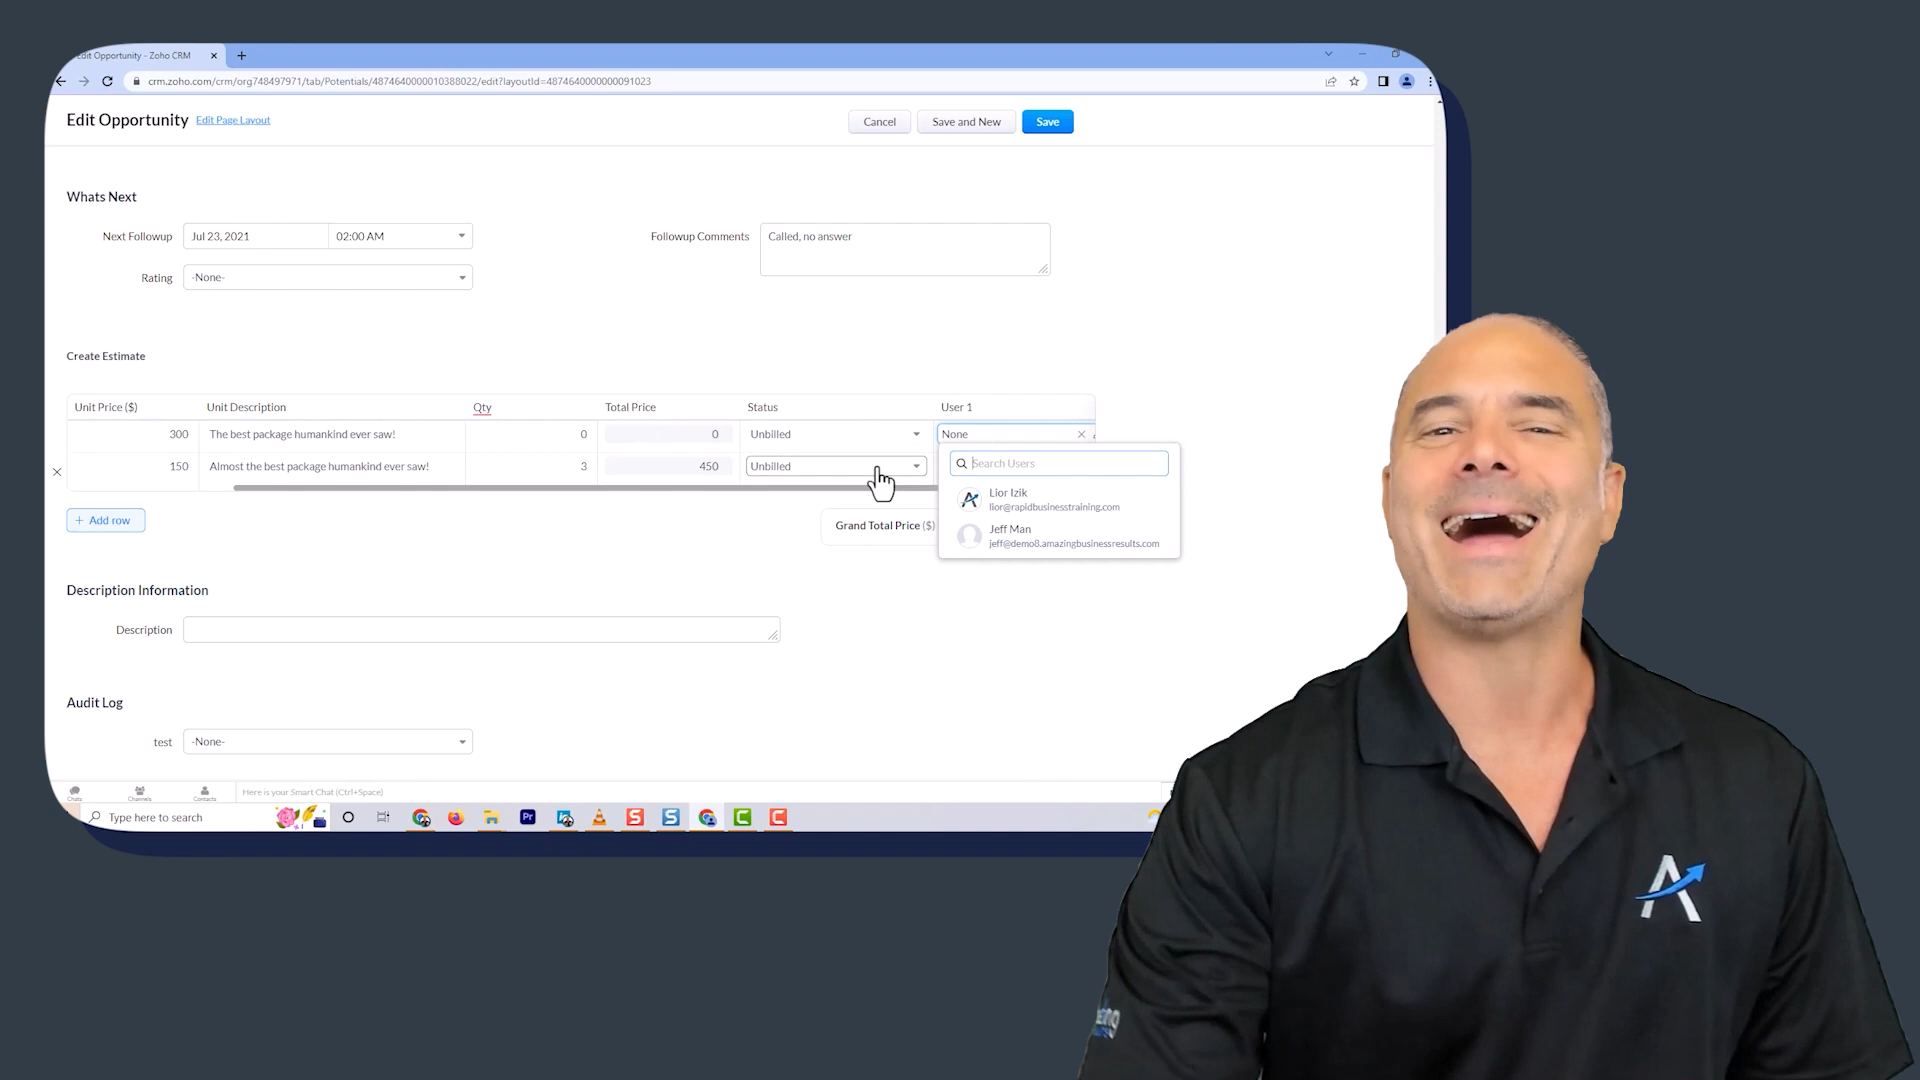 Edit Opportunity - Zoho CRM
crm.zoho.com/crm/org748497971/tab/Potentials/4874640000010388022/edit?layoutId=4874640000000091023
Edit Opportunity Edit Page Layout Cancel Save and New Save
Whats Next
Next Followup Jul 23, 2021 02:00 AM Followup Comments Called, no answer
Rating -None-
Create Estimate
Unit Price ($) Unit Description Qty Total Price Status User 1
300 The best package humankind ever saw! 0 0 Unbilled None
150 Almost the best package humankind ever saw! 3 450 Unbilled
Search Users
Lior Izik
lior@rapidbusinesstraining.com
Jeff Man
jeff@demo8.amazingbusinessresults.com
+ Add row
Grand Total Price ($)
Description Information
Description
Audit Log
test -None-
Chats Channels Contacts Here is your Smart Chat (Ctrl+Space)
Type here to search
Pr
S S C C
A